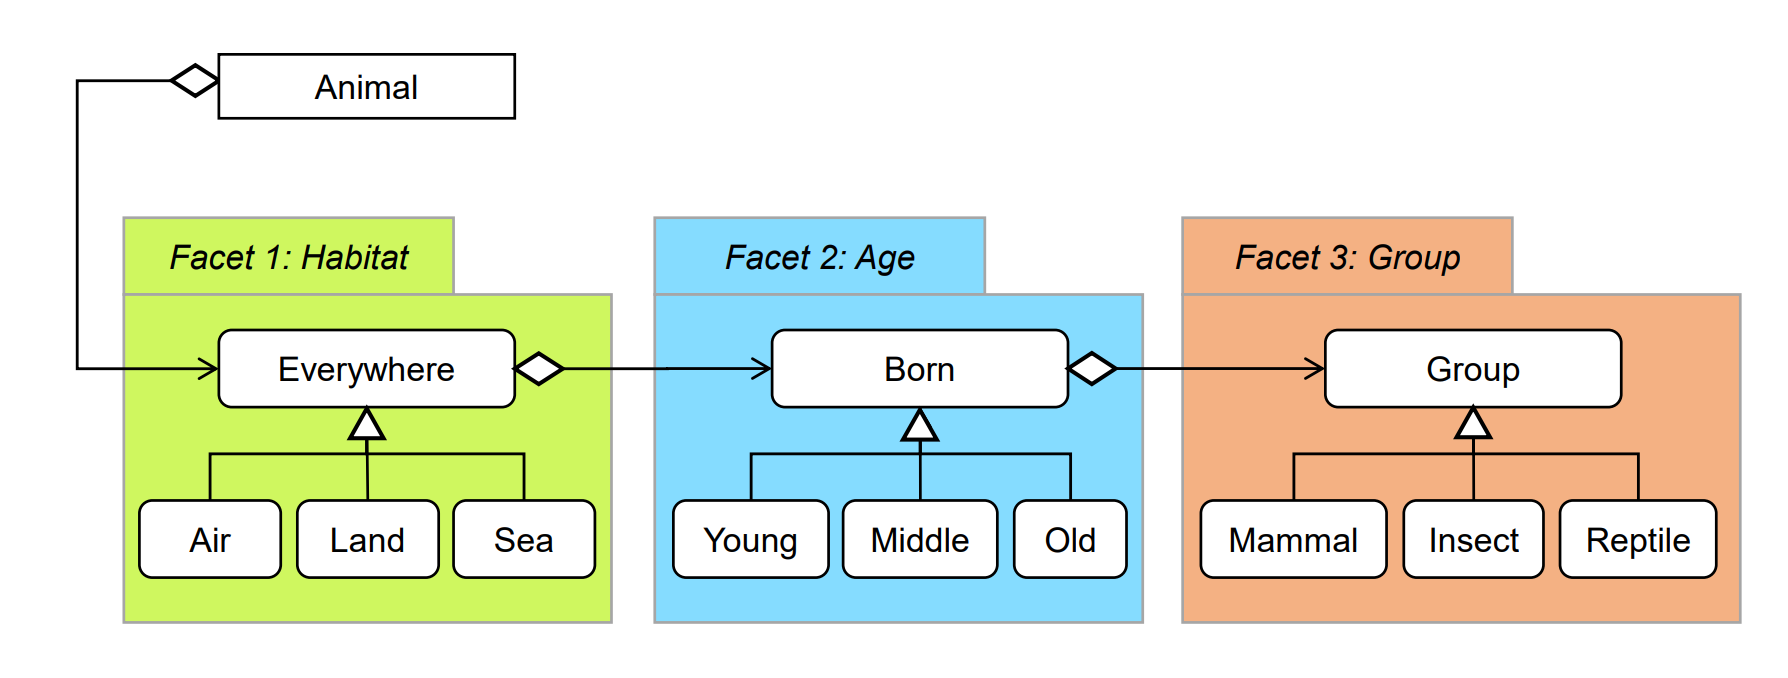 Animal
Facet 1: Habitat
Facet 2: Age
Facet 3: Group
Everywhere
Born
Group
Air
Land
Sea
Young
Middle
Old
Mammal
Insect
Reptile